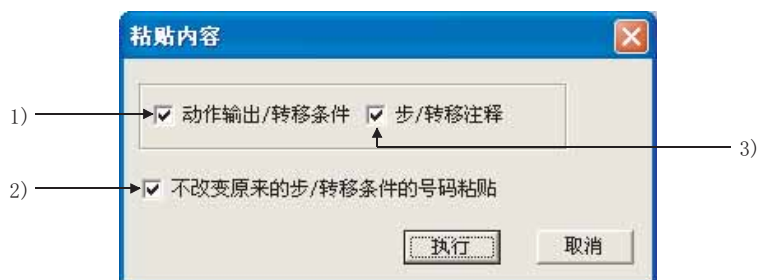 粘贴内容
1) 动作输出/转移条件 步/转移注释
3)
2) 不改变原来的步/转移条件的号码粘贴
执行 取消